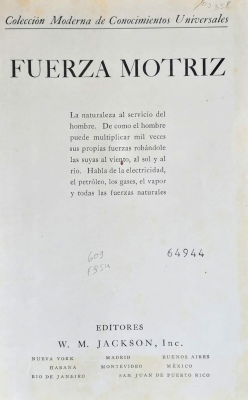 Colección Moderna de Conocimientos Universales
FUERZA MOTRIZ
La naturaleza al servicio del
hombre. De como el hombre
puede multiplicar mil veces
sus propias fuerzas robándole
las suyas al viento, al sol y al
río. Habla de la electricidad,
el petróleo, los gases, el vapor
y todas las fuerzas naturales
64944
609
EDITORES
W. M. JACKSON, Inc.
NUEVA YORK MADRID BUENOS AIRES
HABANA MONTEVIDEO MÉXICO
RIO DE JANEIRO SAN JUAN DE PUERTO RICO